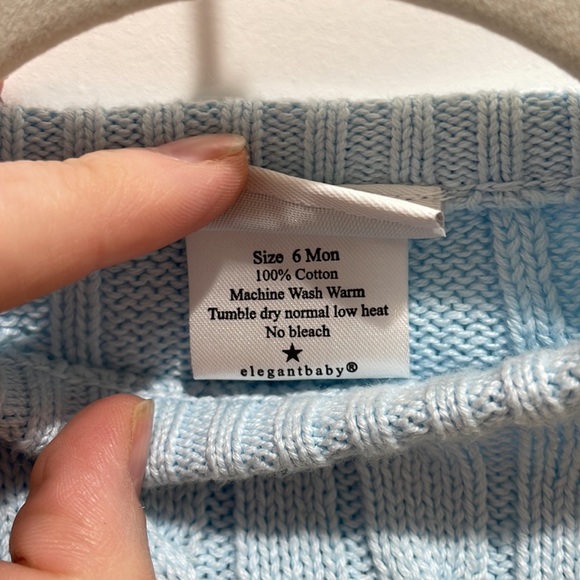 Size 6 Mon
100% Cotton
Machine Wash Warm
Tumble dry normal low heat
No bleach
elegantbaby®